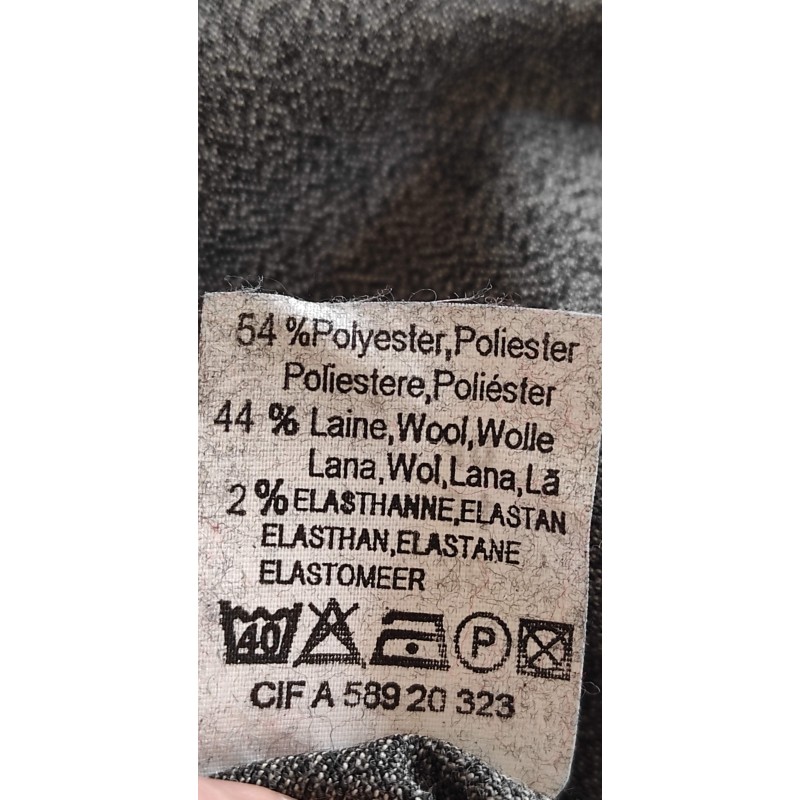 54 %Polyester,Poliester
Poliestere,Poliéster
44 % Laine,Wool,Wolle
Lana,Wol,Lana,Lã
2 % ELASTHANNE,ELASTAN
ELASTHAN,ELASTANE
ELASTOMEER
40 P
CIF A 589 20 323